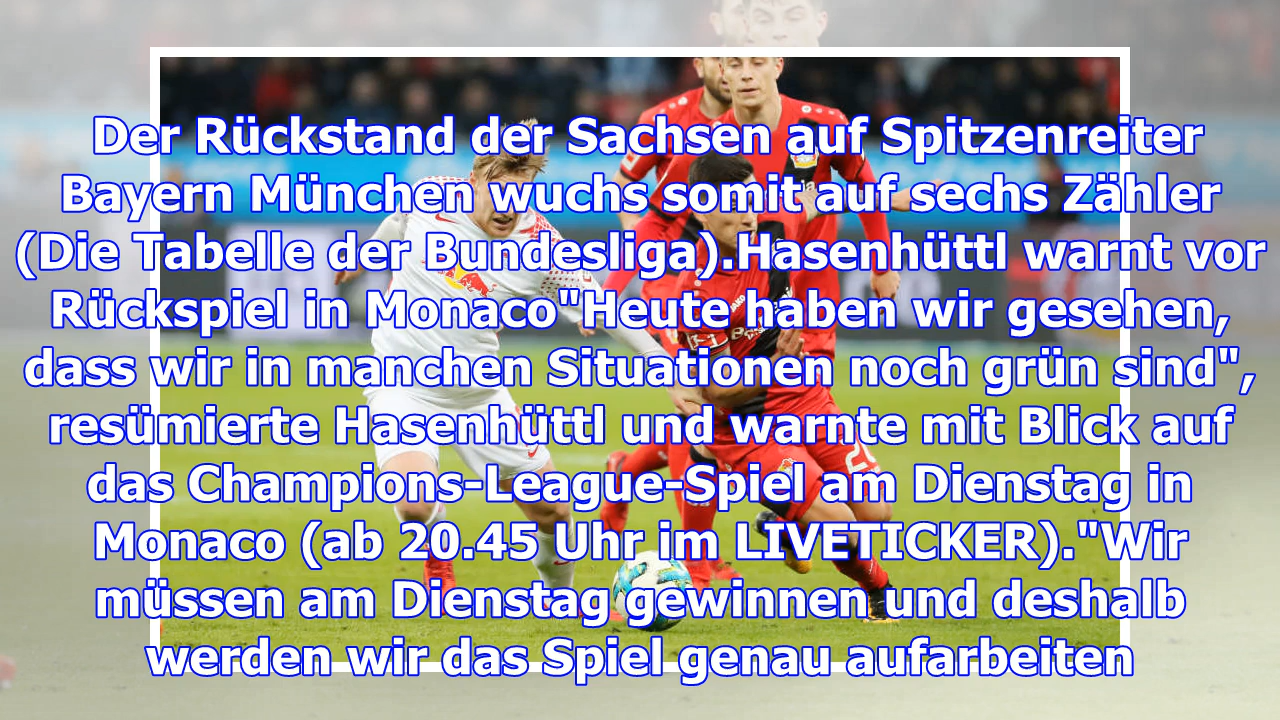 Der Rückstand der Sachsen auf Spitzenreiter
Bayern München wuchs somit auf sechs Zähler
(Die Tabelle der Bundesliga).Hasenhüttl warnt vor
Rückspiel in Monaco"Heute haben wir gesehen,
dass wir in manchen Situationen noch grün sind",
resümierte Hasenhüttl und warnte mit Blick auf
das Champions-League-Spiel am Dienstag in
Monaco (ab 20.45 Uhr im LIVETICKER)."Wir
müssen am Dienstag gewinnen und deshalb
werden wir das Spiel genau aufarbeiten